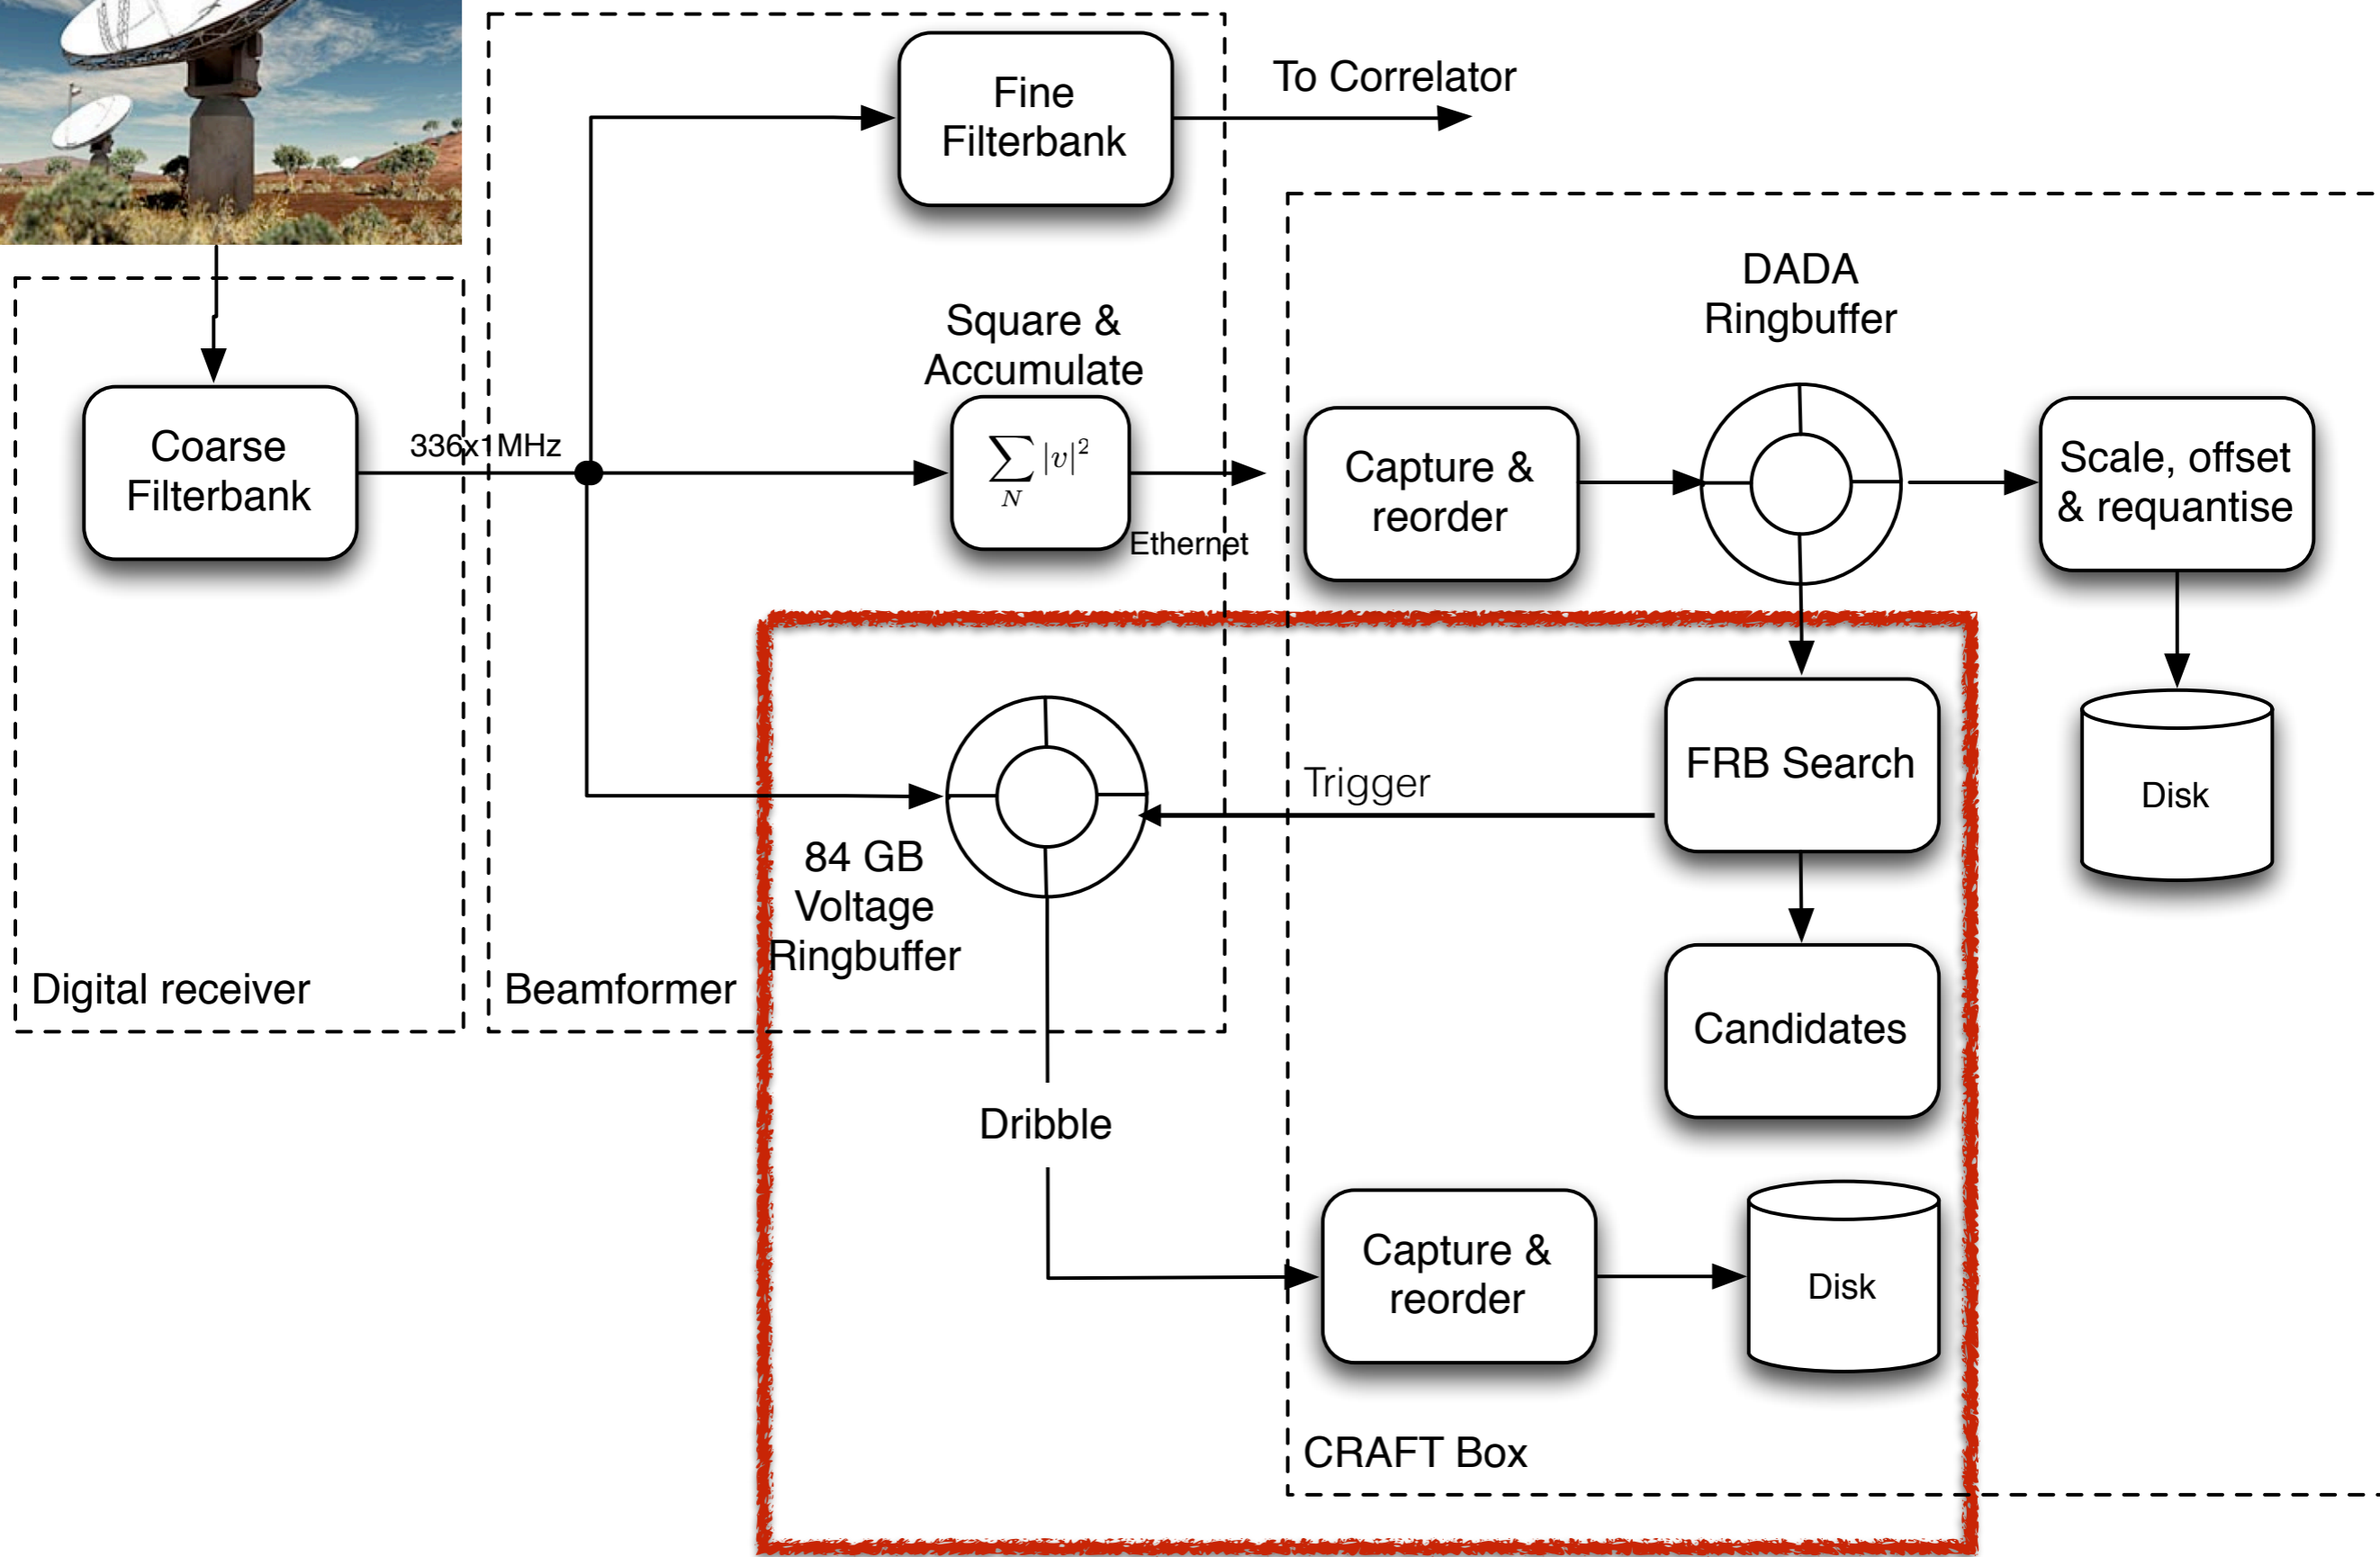 Fine
Filterbank
To Correlator
DADA
Ringbuffer
Square &
Accumulate
Coarse
Filterbank
336x1MHz
∑ |v|²
N
Ethernet
Capture &
reorder
Scale, offset
& requantise
FRB Search
Disk
Trigger
84 GB
Voltage
Ringbuffer
Digital receiver
Beamformer
Candidates
Dribble
Capture &
reorder
Disk
CRAFT Box